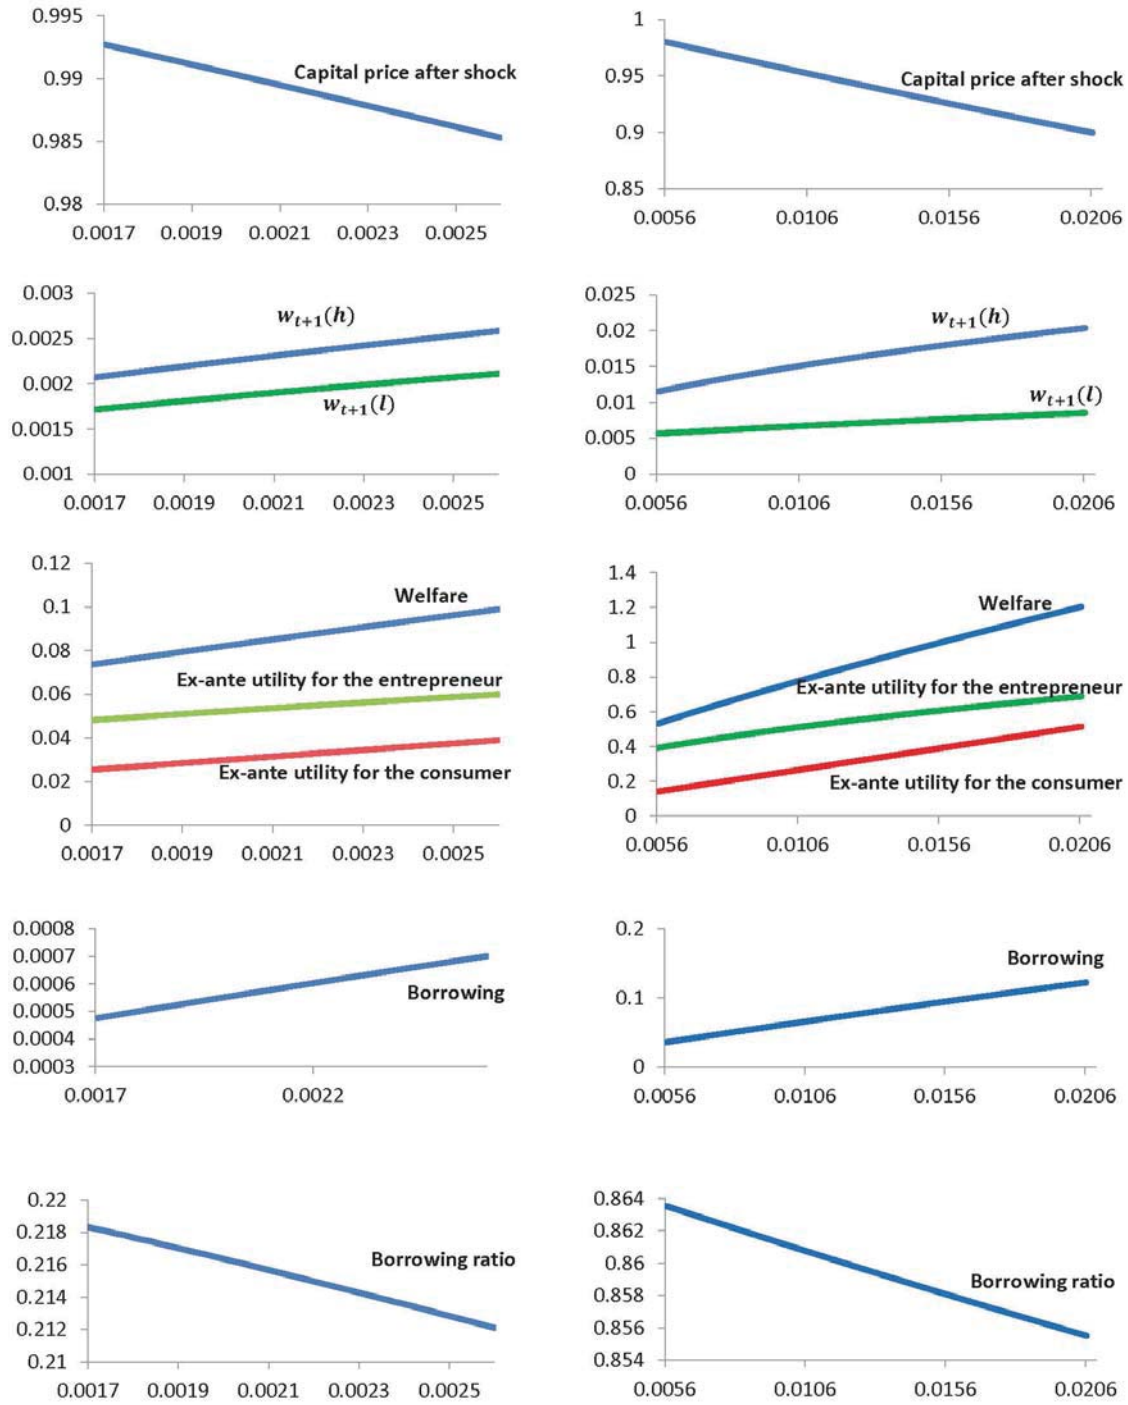 0.995
0.99
0.985
0.98
Capital price after shock
0.0017 0.0019 0.0021 0.0023 0.0025
1
0.95
0.9
0.85
Capital price after shock
0.0056 0.0106 0.0156 0.0206
0.003
0.0025
0.002
0.0015
0.001
w_{t+1}(h)
w_{t+1}(l)
0.0017 0.0019 0.0021 0.0023 0.0025
0.025
0.02
0.015
0.01
0.005
0
w_{t+1}(h)
w_{t+1}(l)
0.0056 0.0106 0.0156 0.0206
0.12
0.1
0.08
0.06
0.04
0.02
0
Welfare
Ex-ante utility for the entrepreneur
Ex-ante utility for the consumer
0.0017 0.0019 0.0021 0.0023 0.0025
1.4
1.2
1
0.8
0.6
0.4
0.2
0
Welfare
Ex-ante utility for the entrepreneur
Ex-ante utility for the consumer
0.0056 0.0106 0.0156 0.0206
0.0008
0.0007
0.0006
0.0005
0.0004
0.0003
Borrowing
0.0017 0.0022
0.2
0.1
0
Borrowing
0.0056 0.0106 0.0156 0.0206
0.22
0.218
0.216
0.214
0.212
0.21
Borrowing ratio
0.0017 0.0019 0.0021 0.0023 0.0025
0.864
0.862
0.86
0.858
0.856
0.854
Borrowing ratio
0.0056 0.0106 0.0156 0.0206